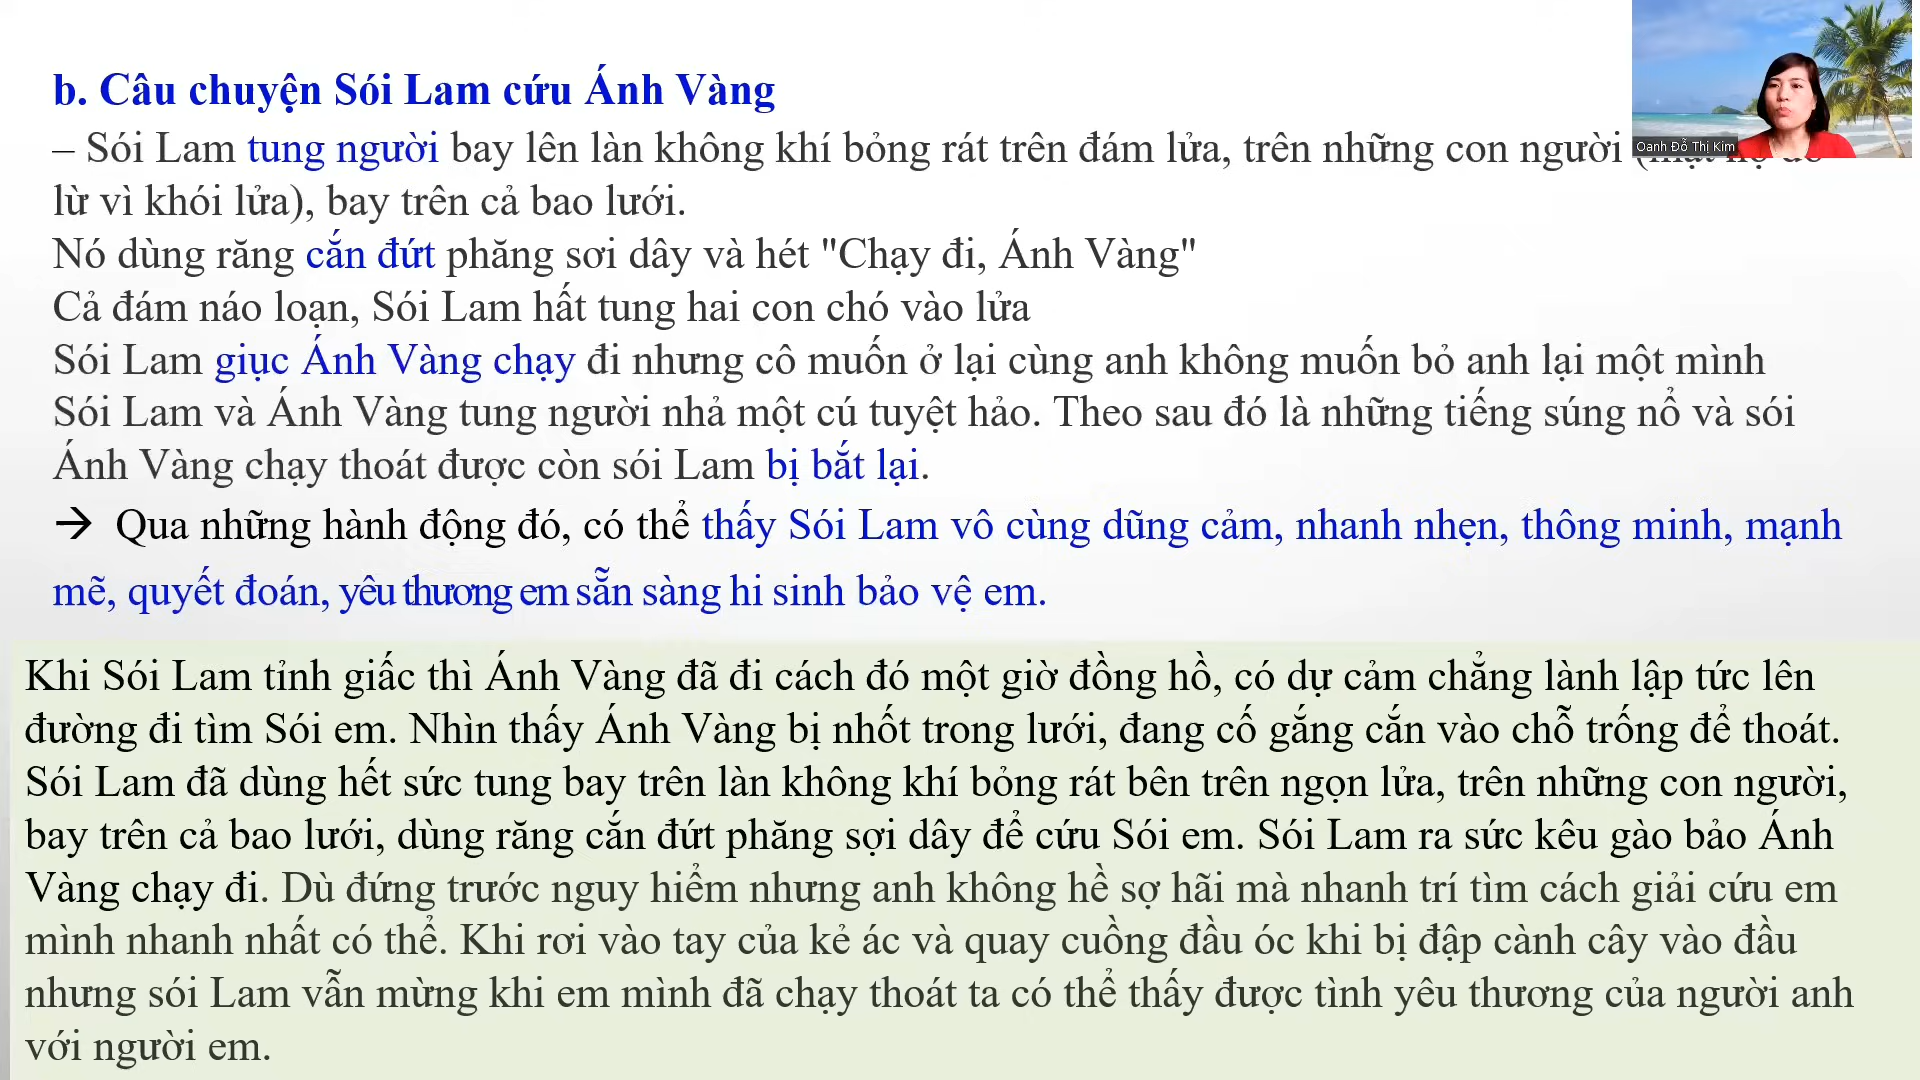 b. Câu chuyện Sói Lam cứu Ánh Vàng
– Sói Lam tung người bay lên làn không khí bỏng rát trên đám lửa, trên những con người
lừ vì khói lửa), bay trên cả bao lưới.
Oanh Đỗ Thị Kim
Nó dùng răng cắn đứt phăng sơi dây và hét "Chạy đi, Ánh Vàng"
Cả đám náo loạn, Sói Lam hất tung hai con chó vào lửa
Sói Lam giục Ánh Vàng chạy đi nhưng cô muốn ở lại cùng anh không muốn bỏ anh lại một mình
Sói Lam và Ánh Vàng tung người nhả một cú tuyệt hảo. Theo sau đó là những tiếng súng nổ và sói
Ánh Vàng chạy thoát được còn sói Lam bị bắt lại.
→ Qua những hành động đó, có thể thấy Sói Lam vô cùng dũng cảm, nhanh nhẹn, thông minh, mạnh
mẽ, quyết đoán, yêu thương em sẵn sàng hi sinh bảo vệ em.
Khi Sói Lam tỉnh giấc thì Ánh Vàng đã đi cách đó một giờ đồng hồ, có dự cảm chẳng lành lập tức lên
đường đi tìm Sói em. Nhìn thấy Ánh Vàng bị nhốt trong lưới, đang cố gắng cắn vào chỗ trống để thoát.
Sói Lam đã dùng hết sức tung bay trên làn không khí bỏng rát bên trên ngọn lửa, trên những con người,
bay trên cả bao lưới, dùng răng cắn đứt phăng sợi dây để cứu Sói em. Sói Lam ra sức kêu gào bảo Ánh
Vàng chạy đi. Dù đứng trước nguy hiểm nhưng anh không hề sợ hãi mà nhanh trí tìm cách giải cứu em
mình nhanh nhất có thể. Khi rơi vào tay của kẻ ác và quay cuồng đầu óc khi bị đập cành cây vào đầu
nhưng sói Lam vẫn mừng khi em mình đã chạy thoát ta có thể thấy được tình yêu thương của người anh
với người em.